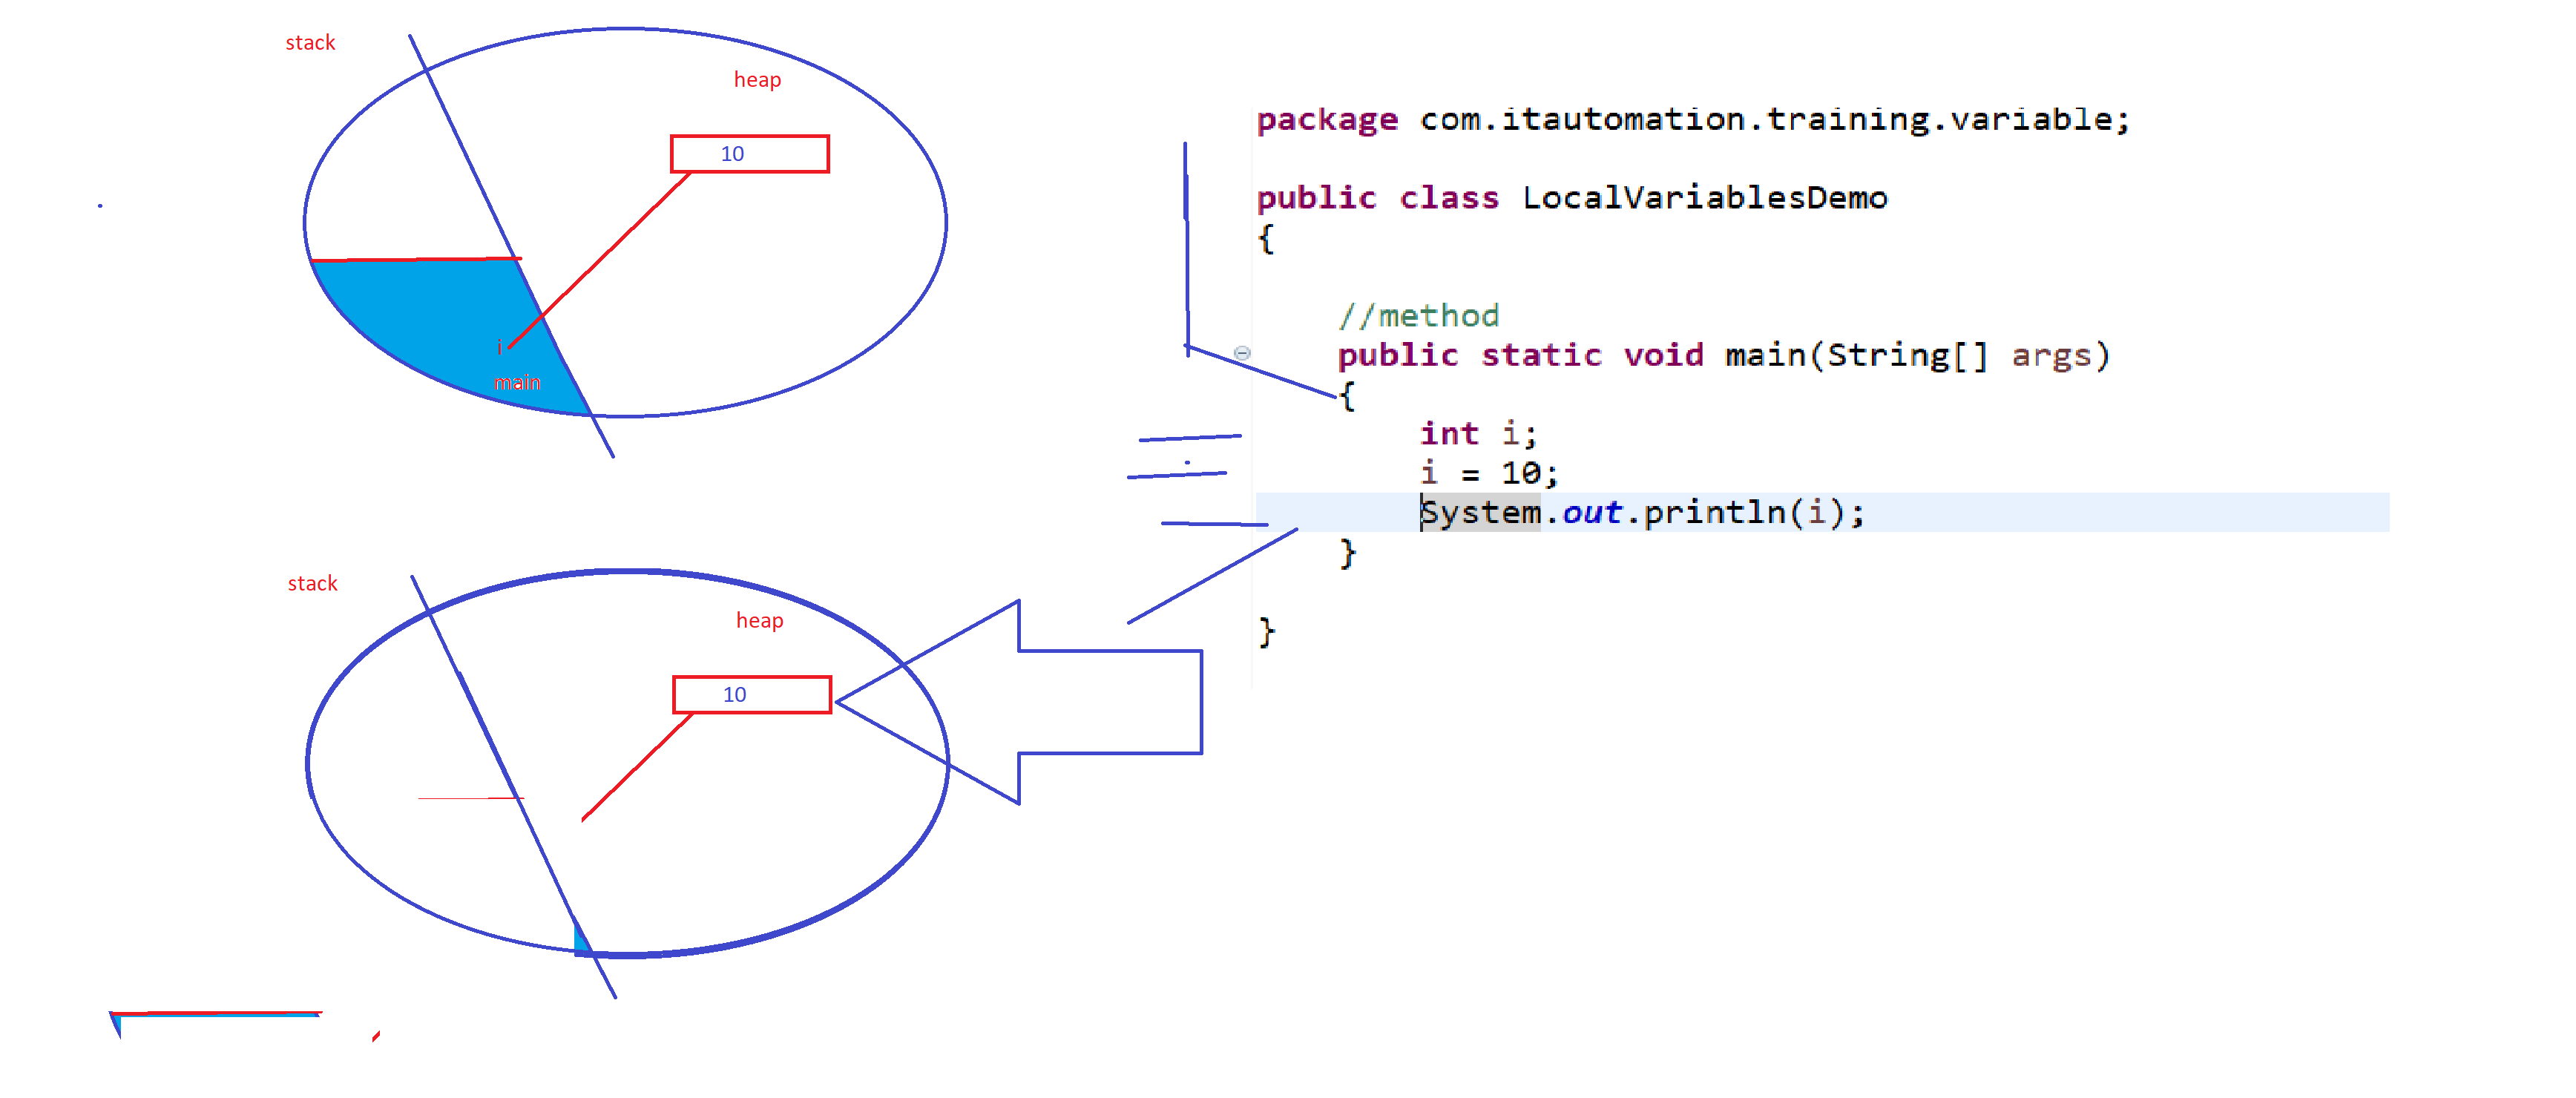 stack
heap
10
i
main
stack
heap
10
package com.itautomation.training.variable;
public class LocalVariablesDemo
{
//method
public static void main(String[] args)
{
int i;
i = 10;
System.out.println(i);
}
}